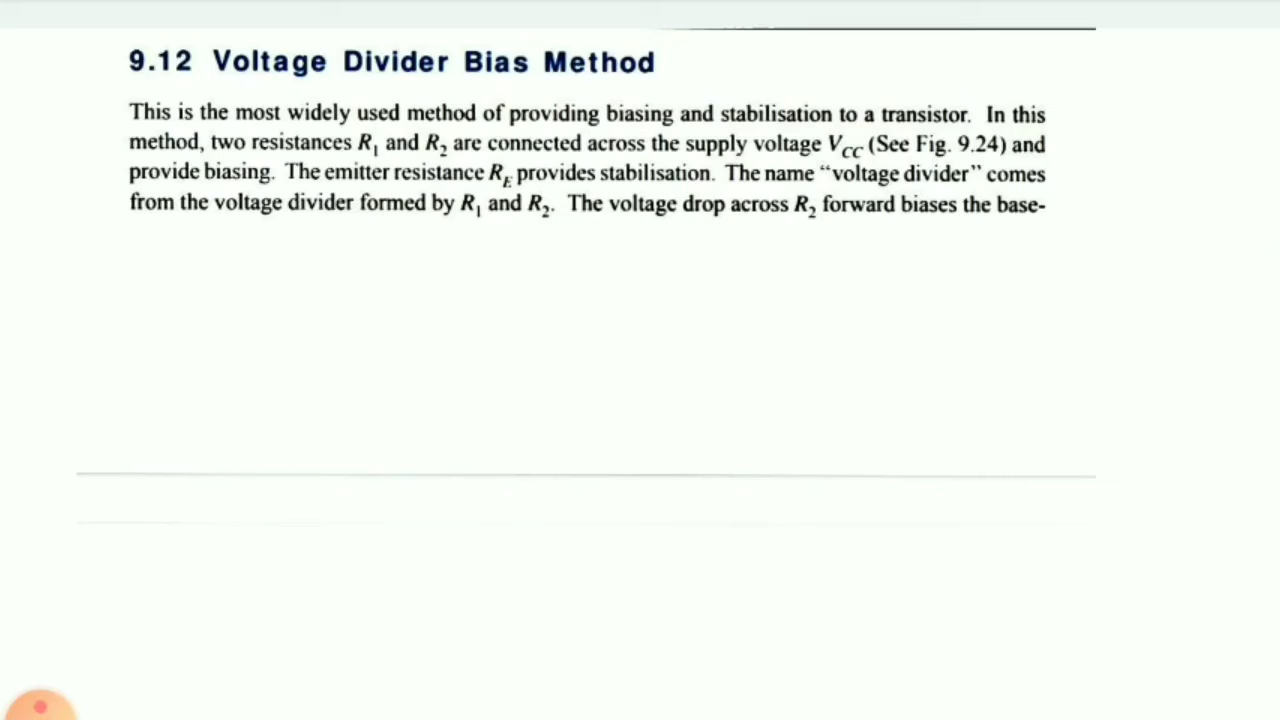 9.12 Voltage Divider Bias Method
This is the most widely used method of providing biasing and stabilisation to a transistor. In this
method, two resistances R₁ and R₂ are connected across the supply voltage V_CC (See Fig. 9.24) and
provide biasing. The emitter resistance R_E provides stabilisation. The name “voltage divider” comes
from the voltage divider formed by R₁ and R₂. The voltage drop across R₂ forward biases the base-